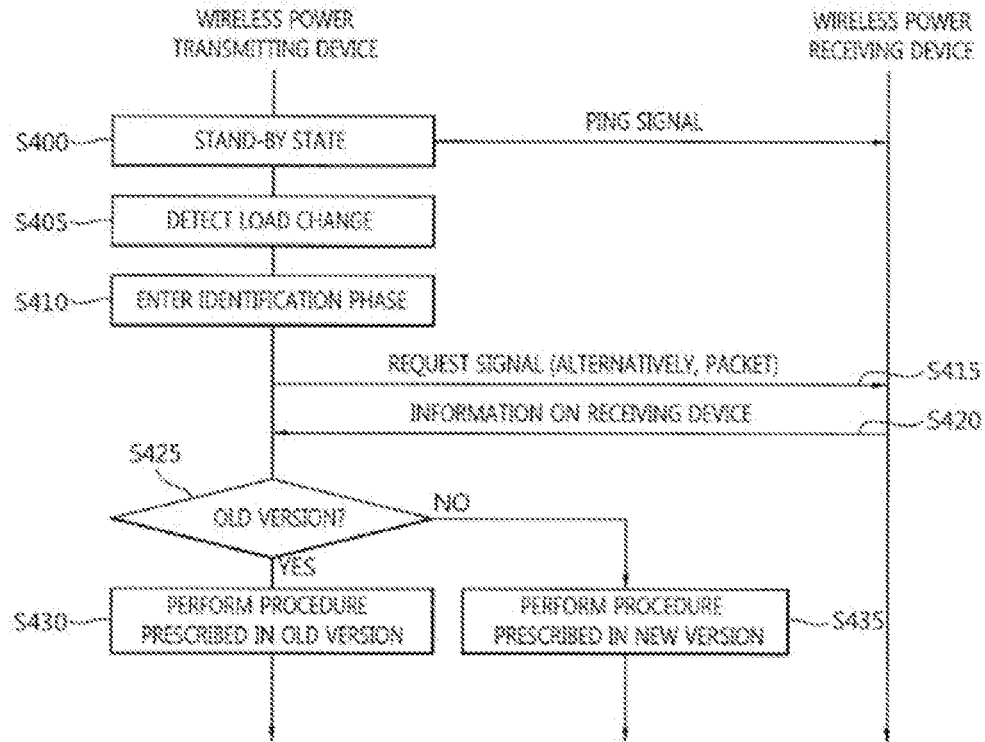 WIRELESS POWER
TRANSMITTING DEVICE
WIRELESS POWER
RECEIVING DEVICE
S400
STAND-BY STATE
PING SIGNAL
S405
DETECT LOAD CHANGE
S410
ENTER IDENTIFICATION PHASE
REQUEST SIGNAL (ALTERNATIVELY, PACKET)
S415
INFORMATION ON RECEIVING DEVICE
S420
S425
OLD VERSION?
NO
YES
S430
PERFORM PROCEDURE
PRESCRIBED IN OLD VERSION
PERFORM PROCEDURE
PRESCRIBED IN NEW VERSION
S435